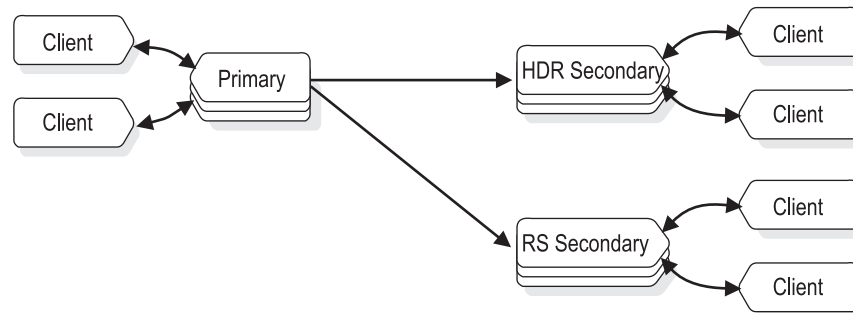 Client
Client
Primary
HDR Secondary
Client
Client
RS Secondary
Client
Client